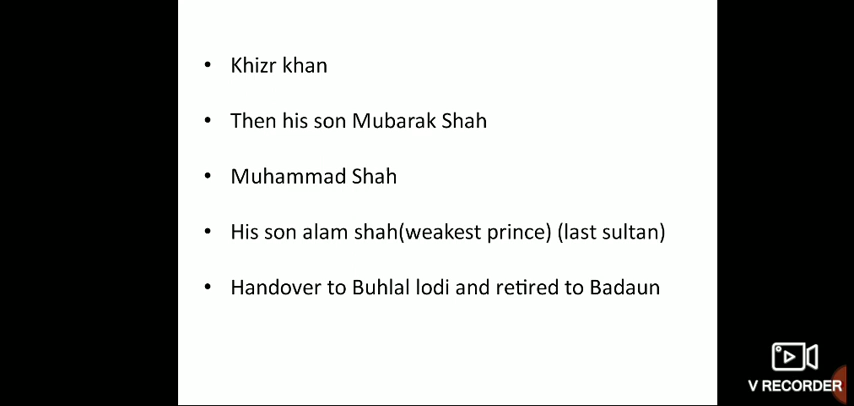 • Khizr khan
• Then his son Mubarak Shah
• Muhammad Shah
• His son alam shah(weakest prince) (last sultan)
• Handover to Buhlal lodi and retired to Badaun
V RECORDER